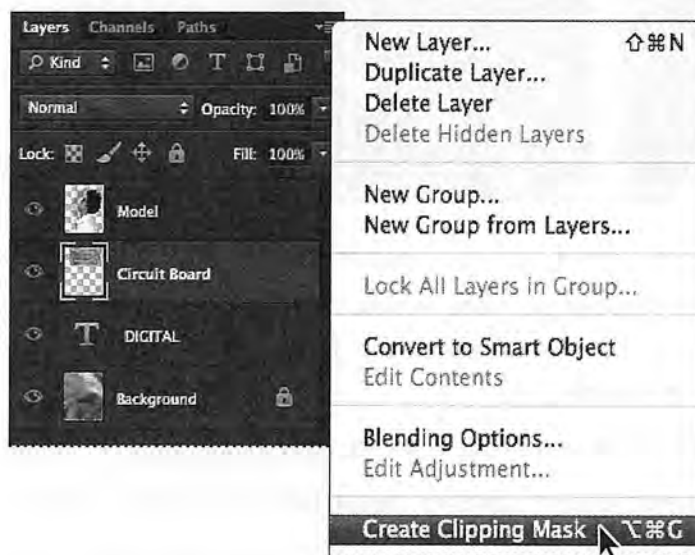 Layers Channels Paths
Kind T
Normal Opacity: 100%
Lock: Fill: 100%
Model
Circuit Board
T DIGITAL
Background
New Layer... ⇧⌘N
Duplicate Layer...
Delete Layer
Delete Hidden Layers
New Group...
New Group from Layers...
Lock All Layers in Group...
Convert to Smart Object
Edit Contents
Blending Options...
Edit Adjustment...
Create Clipping Mask ⌥⌘G